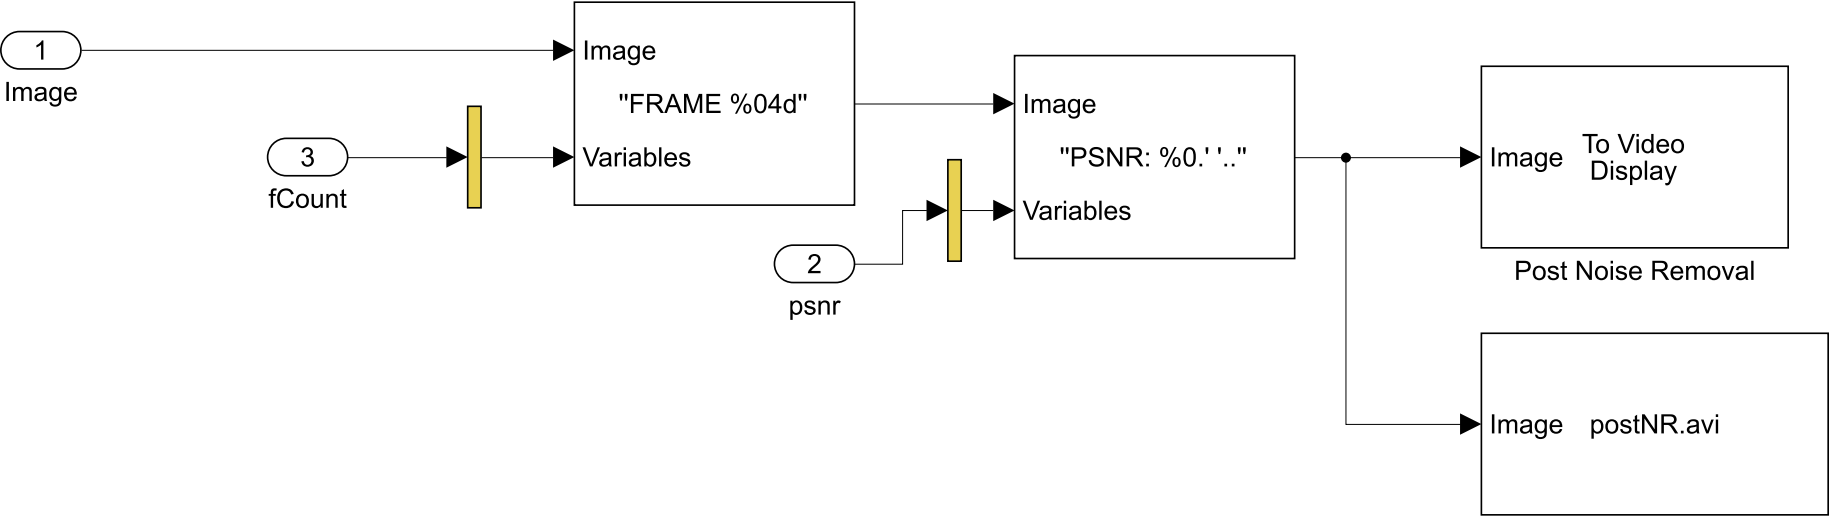 1
Image
3
fCount
Image
"FRAME %04d"
Variables
2
psnr
Image
"PSNR: %0.' '.."
Variables
Image
To Video
Display
Post Noise Removal
Image postNR.avi